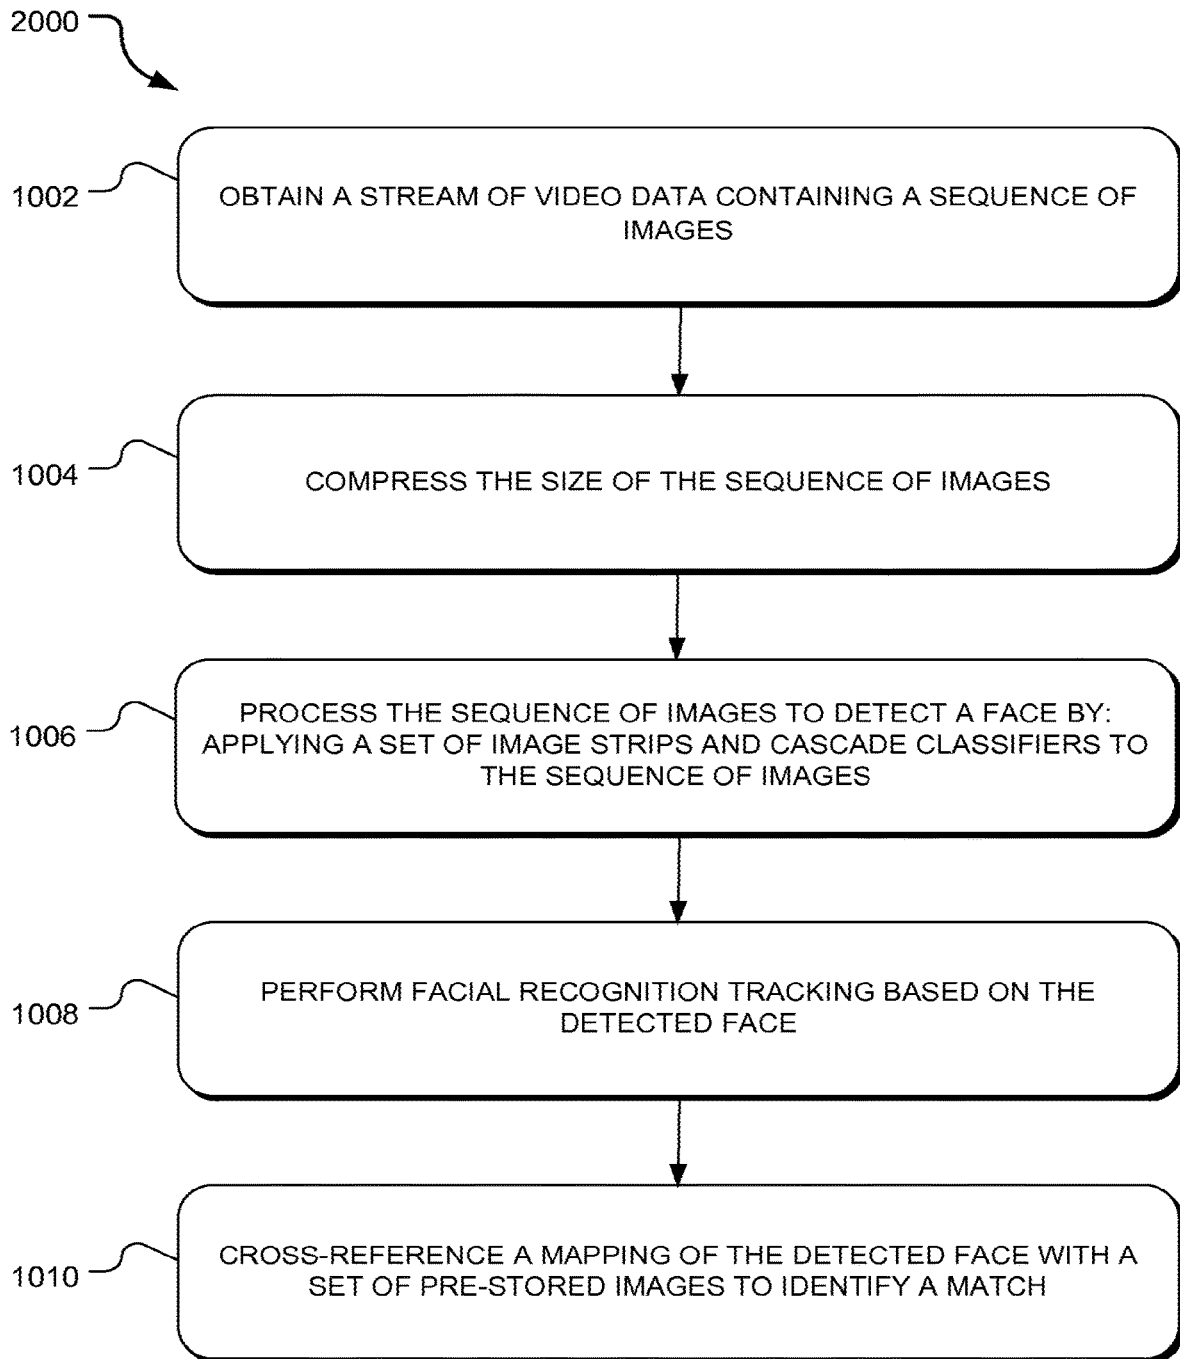 2000
1002
OBTAIN A STREAM OF VIDEO DATA CONTAINING A SEQUENCE OF
IMAGES
1004
COMPRESS THE SIZE OF THE SEQUENCE OF IMAGES
1006
PROCESS THE SEQUENCE OF IMAGES TO DETECT A FACE BY:
APPLYING A SET OF IMAGE STRIPS AND CASCADE CLASSIFIERS TO
THE SEQUENCE OF IMAGES
1008
PERFORM FACIAL RECOGNITION TRACKING BASED ON THE
DETECTED FACE
1010
CROSS-REFERENCE A MAPPING OF THE DETECTED FACE WITH A
SET OF PRE-STORED IMAGES TO IDENTIFY A MATCH